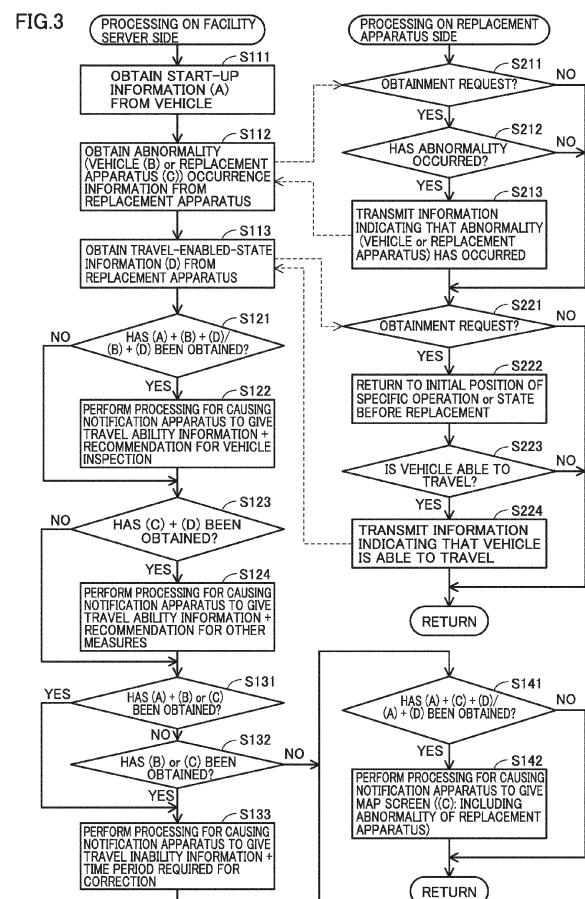 FIG.3
PROCESSING ON FACILITY
SERVER SIDE
S111
OBTAIN START-UP
INFORMATION (A)
FROM VEHICLE
S112
OBTAIN ABNORMALITY
(VEHICLE (B) or REPLACEMENT
APPARATUS (C)) OCCURRENCE
INFORMATION FROM
REPLACEMENT APPARATUS
S113
OBTAIN TRAVEL-ENABLED-STATE
INFORMATION (D) FROM
REPLACEMENT APPARATUS
S121
HAS (A) + (B) + (D)/
(B) + (D) BEEN OBTAINED?
NO
YES
S122
PERFORM PROCESSING FOR CAUSING
NOTIFICATION APPARATUS TO GIVE
TRAVEL ABILITY INFORMATION +
RECOMMENDATION FOR VEHICLE
INSPECTION
S123
HAS (C) + (D) BEEN
OBTAINED?
NO
YES
S124
PERFORM PROCESSING FOR CAUSING
NOTIFICATION APPARATUS TO GIVE
TRAVEL ABILITY INFORMATION +
RECOMMENDATION FOR OTHER
MEASURES
S131
HAS (A) + (B) or (C)
BEEN OBTAINED?
YES
NO
S132
HAS (B) or (C) BEEN
OBTAINED?
NO
YES
S133
PERFORM PROCESSING FOR CAUSING
NOTIFICATION APPARATUS TO GIVE
TRAVEL INABILITY INFORMATION +
TIME PERIOD REQUIRED FOR
CORRECTION
PROCESSING ON REPLACEMENT
APPARATUS SIDE
S211
OBTAINMENT REQUEST?
NO
YES
S212
HAS ABNORMALITY
OCCURRED?
NO
YES
S213
TRANSMIT INFORMATION
INDICATING THAT ABNORMALITY
(VEHICLE or REPLACEMENT
APPARATUS) HAS OCCURRED
S221
OBTAINMENT REQUEST?
NO
YES
S222
RETURN TO INITIAL POSITION OF
SPECIFIC OPERATION or STATE
BEFORE REPLACEMENT
S223
IS VEHICLE ABLE TO
TRAVEL?
NO
YES
S224
TRANSMIT INFORMATION
INDICATING THAT VEHICLE
IS ABLE TO TRAVEL
RETURN
S141
HAS (A) + (C) + (D)/
(A) + (D) BEEN OBTAINED?
NO
YES
S142
PERFORM PROCESSING FOR CAUSING
NOTIFICATION APPARATUS TO GIVE
MAP SCREEN ((C): INCLUDING
ABNORMALITY OF REPLACEMENT
APPARATUS)
RETURN